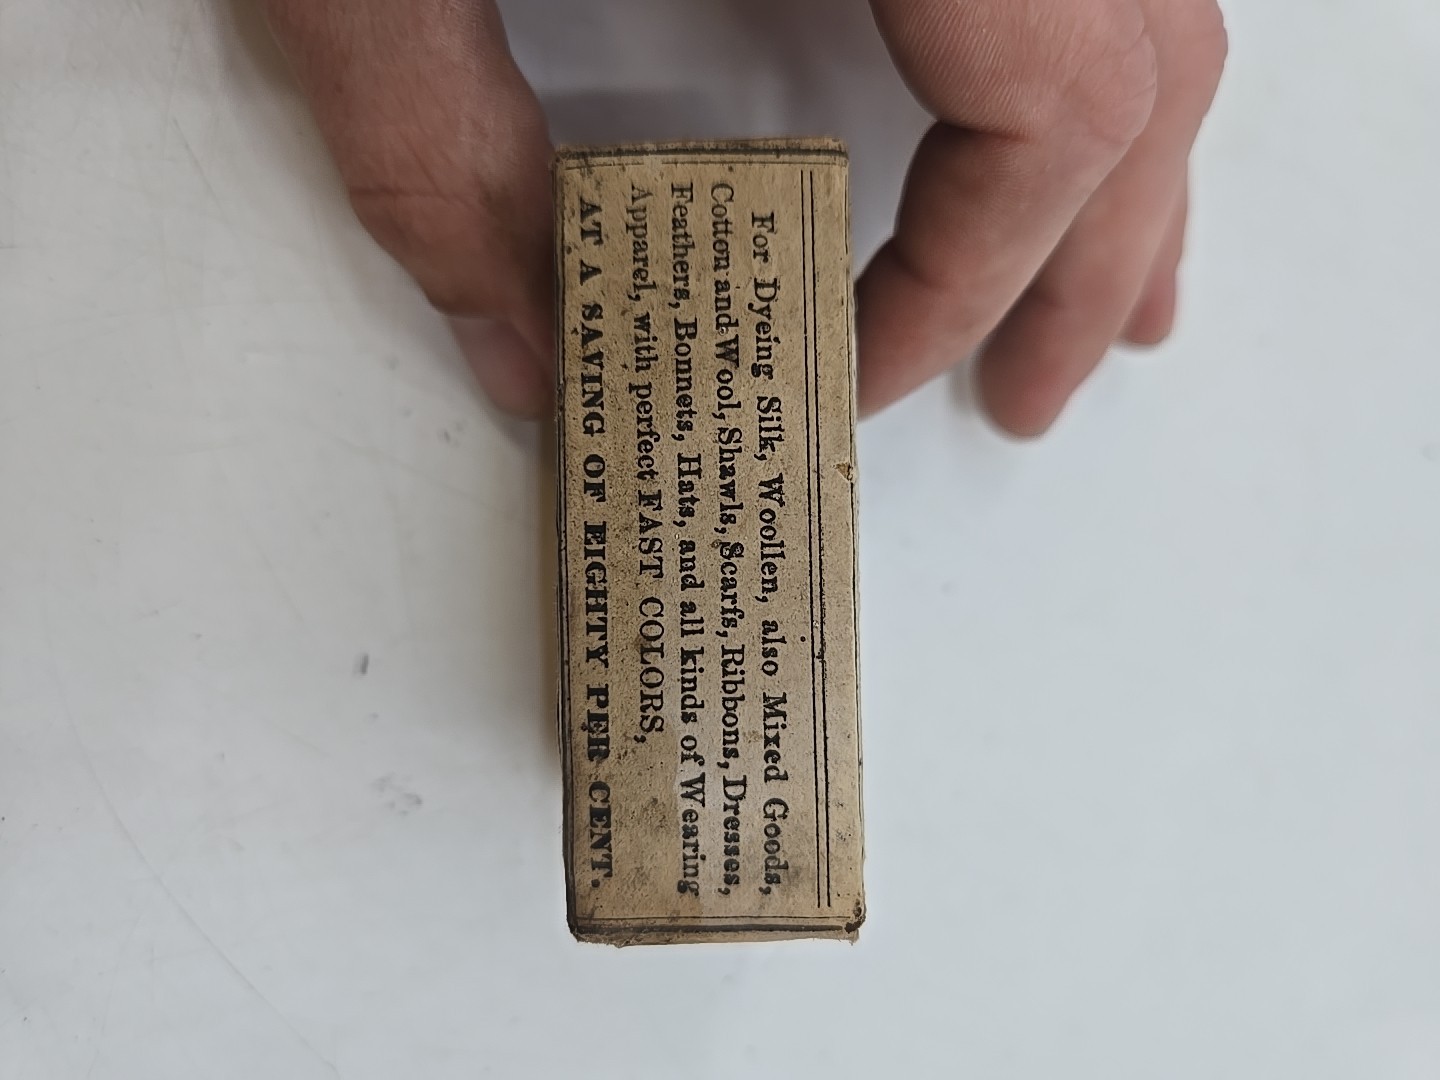 For Dyeing Silk, Woollen, also Mixed Goods,
Cotton and Wool, Shawls, Scarfs, Ribbons, Dresses,
Feathers, Bonnets, Hats, and all kinds of Wearing
Apparel, with perfect FAST COLORS,
AT A SAVING OF EIGHTY PER CENT.